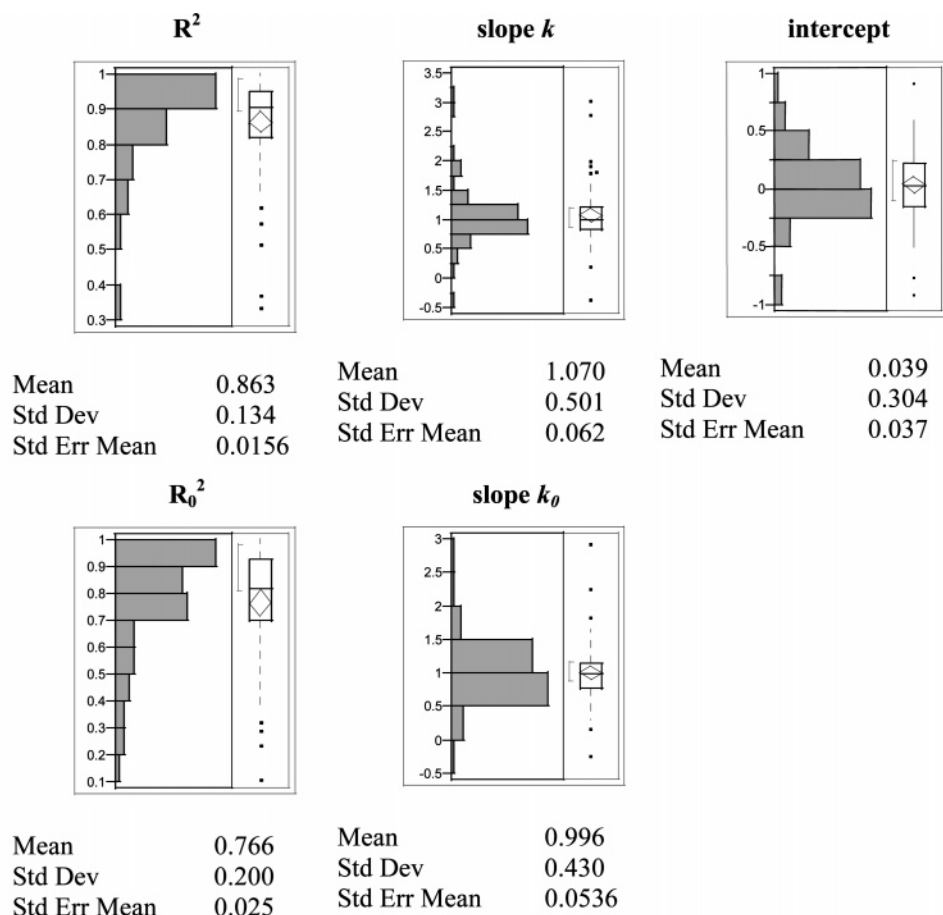 R²
slope k
intercept
1
0.9
0.8
0.7
0.6
0.5
0.4
0.3
3.5
3
2.5
2
1.5
1
0.5
0
-0.5
1
0.5
0
-0.5
-1
Mean 0.863
Std Dev 0.134
Std Err Mean 0.0156
Mean 1.070
Std Dev 0.501
Std Err Mean 0.062
Mean 0.039
Std Dev 0.304
Std Err Mean 0.037
R₀²
slope k₀
1
0.9
0.8
0.7
0.6
0.5
0.4
0.3
0.2
0.1
3
2.5
2
1.5
1
0.5
0
-0.5
Mean 0.766
Std Dev 0.200
Std Err Mean 0.025
Mean 0.996
Std Dev 0.430
Std Err Mean 0.0536